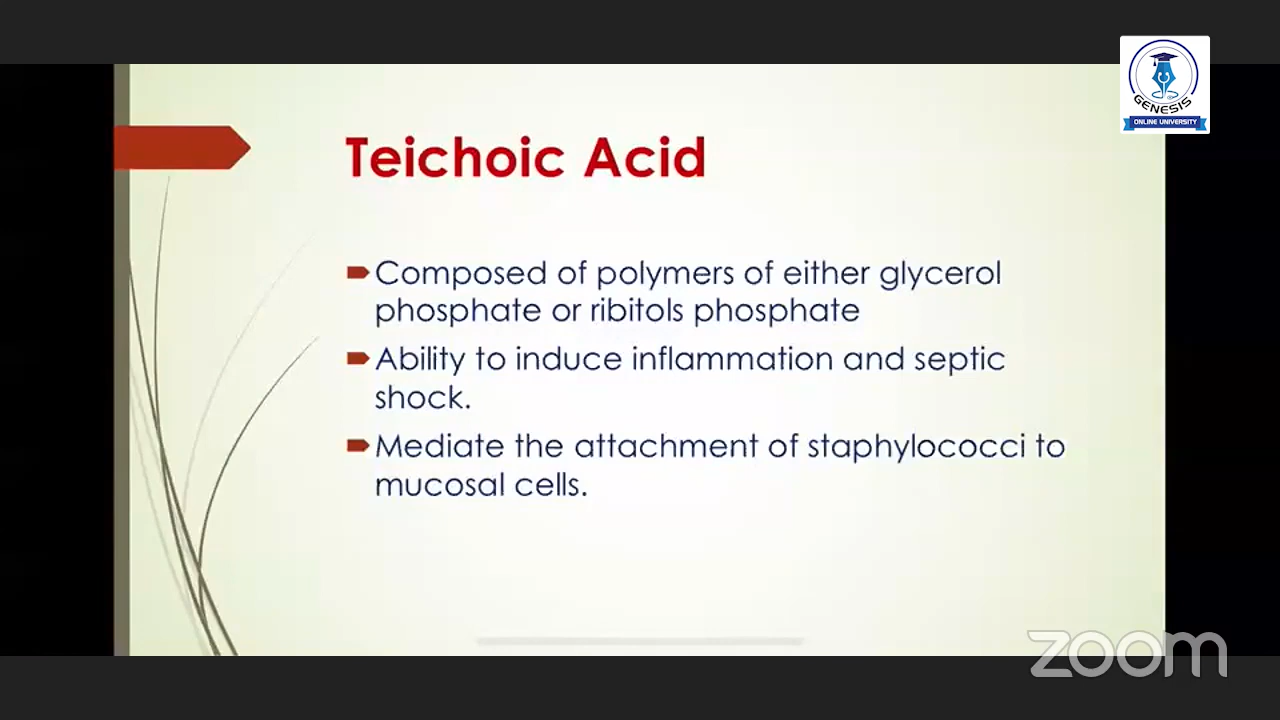 GENESIS
ONLINE UNIVERSITY
Teichoic Acid
Composed of polymers of either glycerol
phosphate or ribitols phosphate
Ability to induce inflammation and septic
shock.
Mediate the attachment of staphylococci to
mucosal cells.
zoom